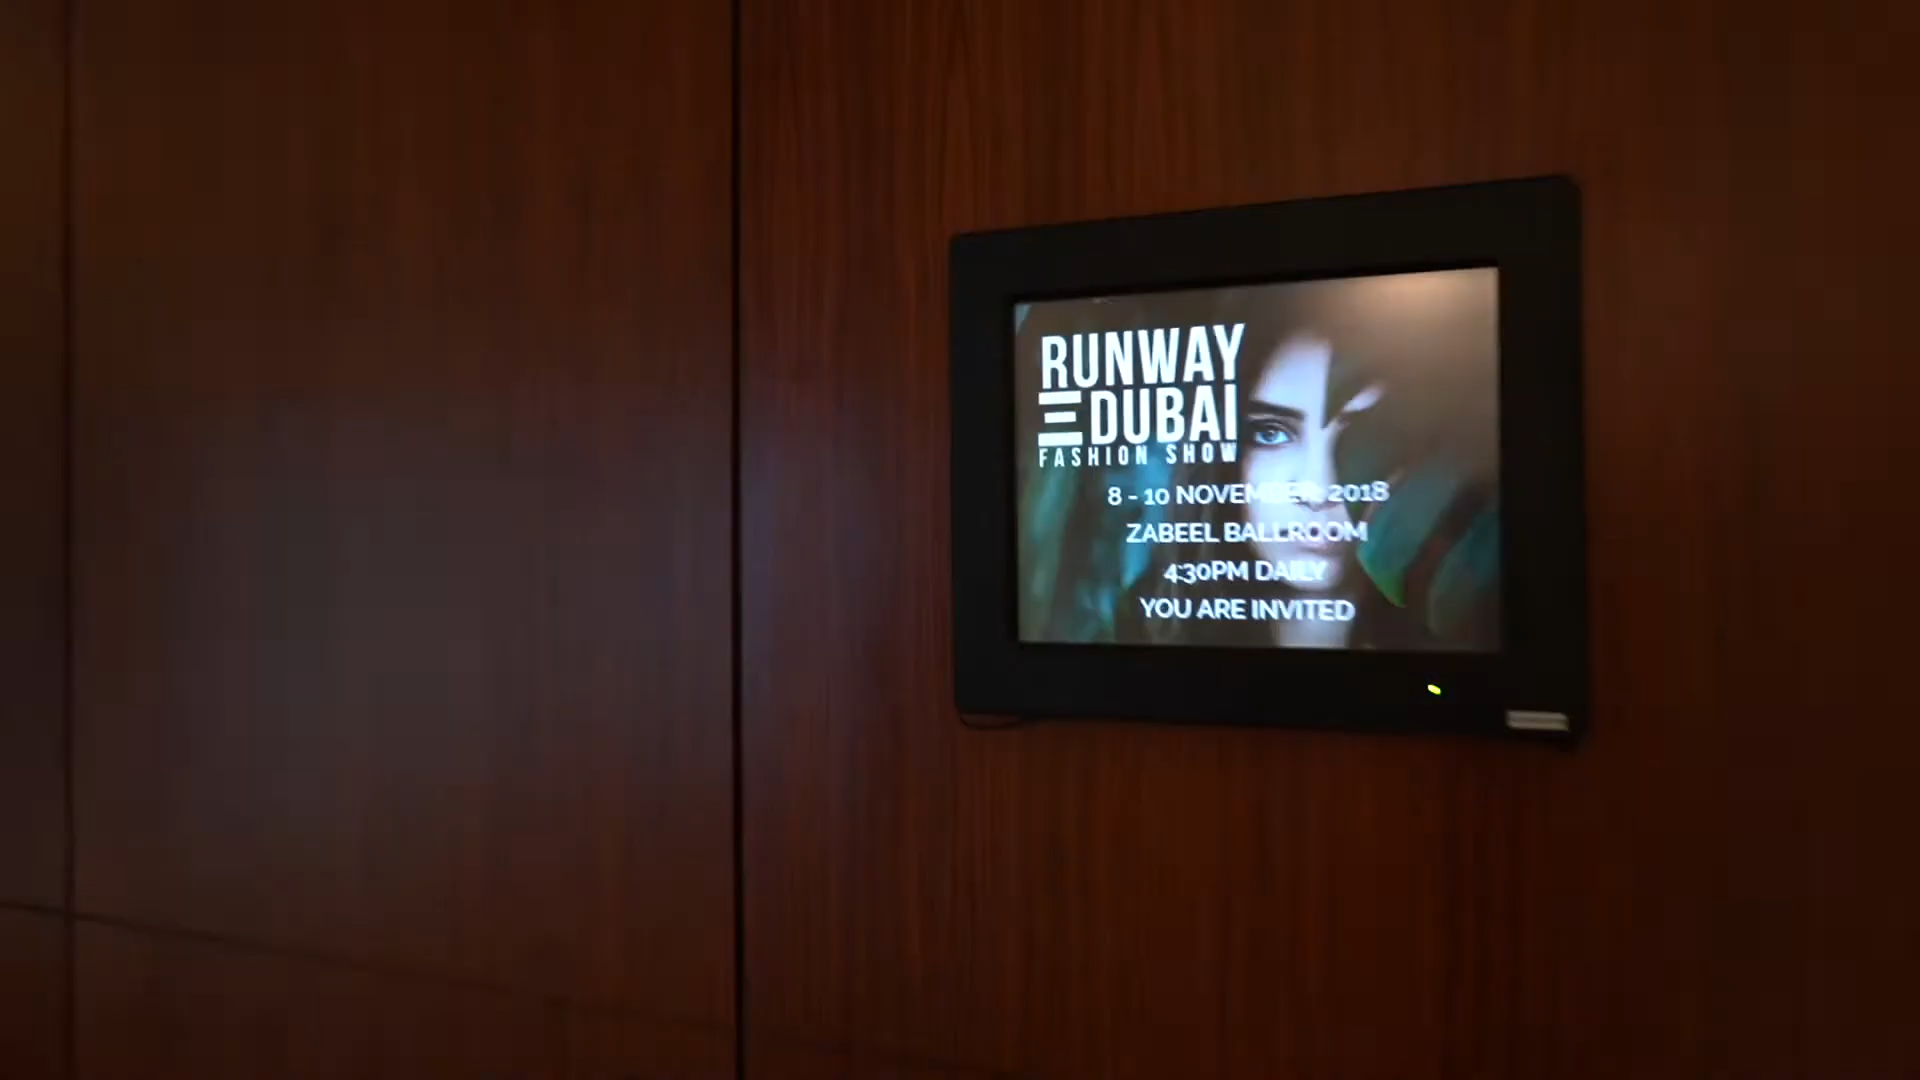 RUNWAY
DUBAI
FASHION SHOW
8 - 10 NOVEMBER, 2018
ZABEEL BALLROOM
4:30PM DAILY
YOU ARE INVITED